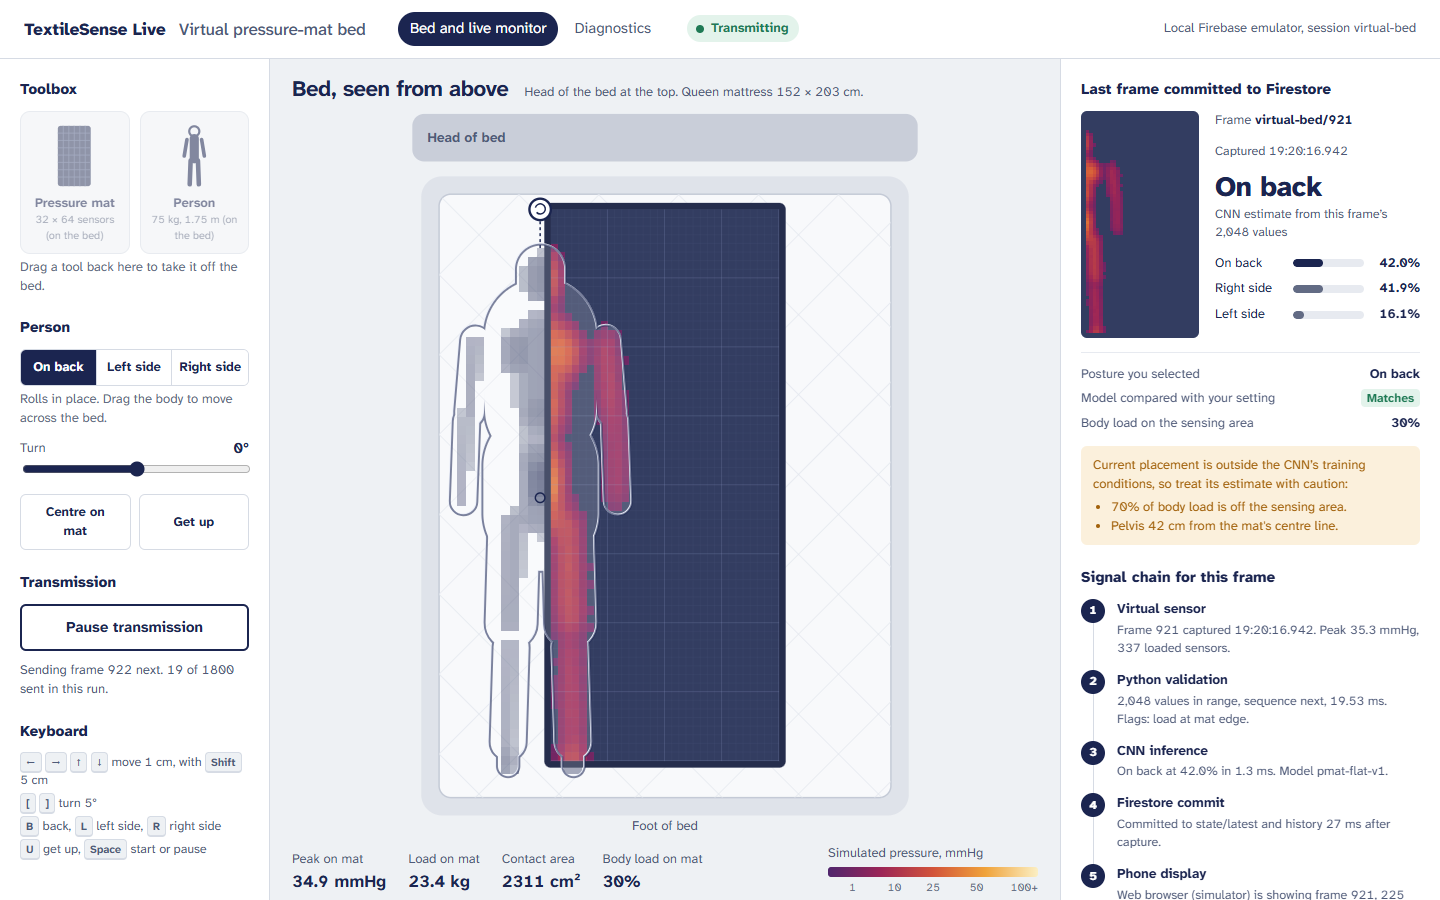 TextileSense Live Virtual pressure-mat bed Bed and live monitor Diagnostics Transmitting Local Firebase emulator, session virtual-bed
Toolbox
Pressure mat
32 × 64 sensors
(on the bed)
Person
75 kg, 1.75 m (on
the bed)
Drag a tool back here to take it off the
bed.
Person
On back Left side Right side
Rolls in place. Drag the body to move
across the bed.
Turn 0°
Centre on
mat
Get up
Transmission
Pause transmission
Sending frame 922 next. 19 of 1800
sent in this run.
Keyboard
← → ↑ ↓ move 1 cm, with Shift
5 cm
[ ] turn 5°
B back, L left side, R right side
U get up, Space start or pause
Bed, seen from above Head of the bed at the top. Queen mattress 152 × 203 cm.
Head of bed
Foot of bed
Peak on mat
34.9 mmHg
Load on mat
23.4 kg
Contact area
2311 cm²
Body load on mat
30%
Simulated pressure, mmHg
1 10 25 50 100+
Last frame committed to Firestore
Frame virtual-bed/921
Captured 19:20:16.942
On back
CNN estimate from this frame's
2,048 values
On back 42.0%
Right side 41.9%
Left side 16.1%
Posture you selected On back
Model compared with your setting Matches
Body load on the sensing area 30%
Current placement is outside the CNN's training
conditions, so treat its estimate with caution:
• 70% of body load is off the sensing area.
• Pelvis 42 cm from the mat's centre line.
Signal chain for this frame
1 Virtual sensor
Frame 921 captured 19:20:16.942. Peak 35.3 mmHg,
337 loaded sensors.
2 Python validation
2,048 values in range, sequence next, 19.53 ms.
Flags: load at mat edge.
3 CNN inference
On back at 42.0% in 1.3 ms. Model pmat-flat-v1.
4 Firestore commit
Committed to state/latest and history 27 ms after
capture.
5 Phone display
Web browser (simulator) is showing frame 921, 225